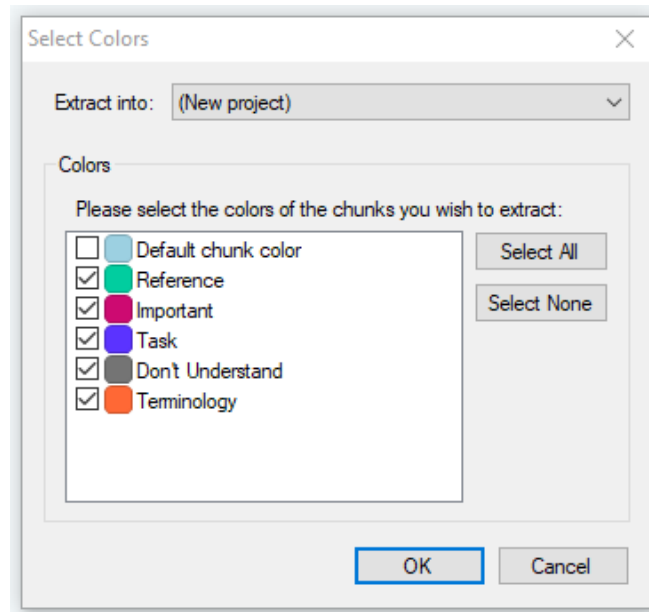 Select Colors
Extract into: (New project)
Colors
Please select the colors of the chunks you wish to extract:
Default chunk color
Select All
Reference
Important
Select None
Task
Don't Understand
Terminology
OK Cancel